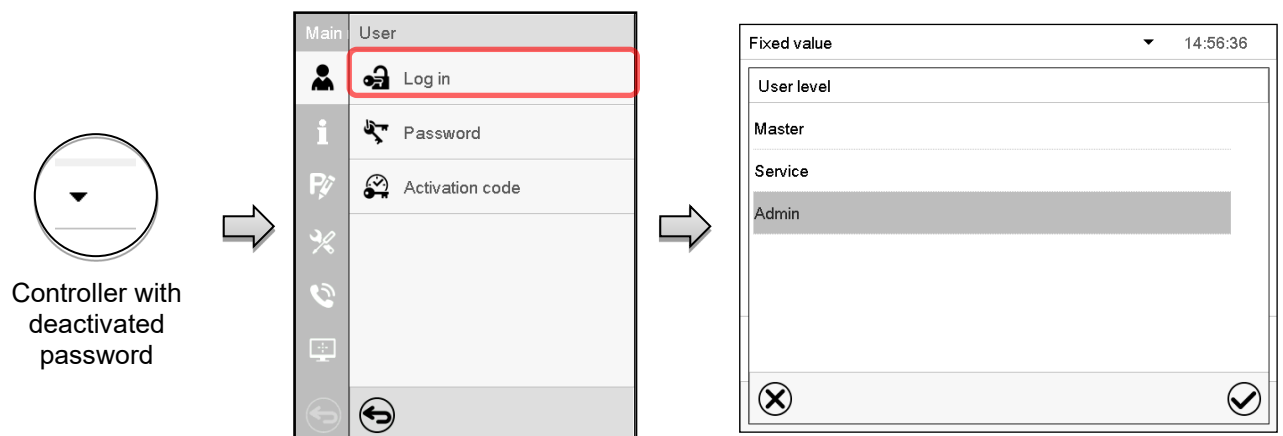 Controller with
deactivated
password
Main
User
Log in
Password
Activation code
Fixed value
14:56:36
User level
Master
Service
Admin